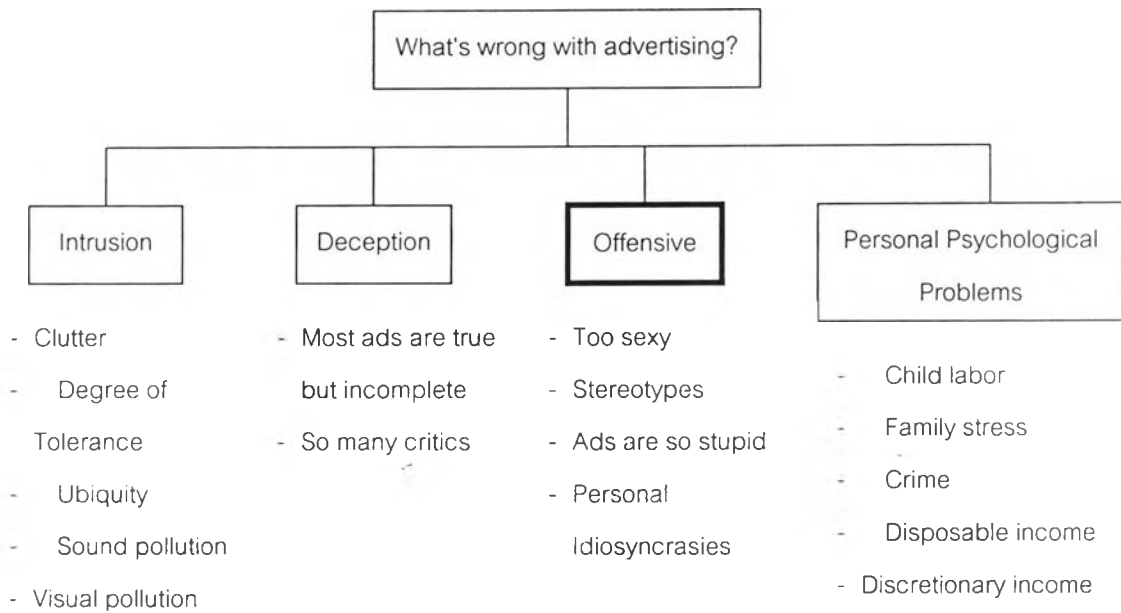 What's wrong with advertising?
Intrusion
- Clutter
- Degree of
Tolerance
- Ubiquity
- Sound pollution
- Visual pollution
Deception
- Most ads are true
but incomplete
- So many critics
Offensive
- Too sexy
- Stereotypes
- Ads are so stupid
- Personal
Idiosyncrasies
Personal Psychological
Problems
- Child labor
- Family stress
- Crime
- Disposable income
- Discretionary income